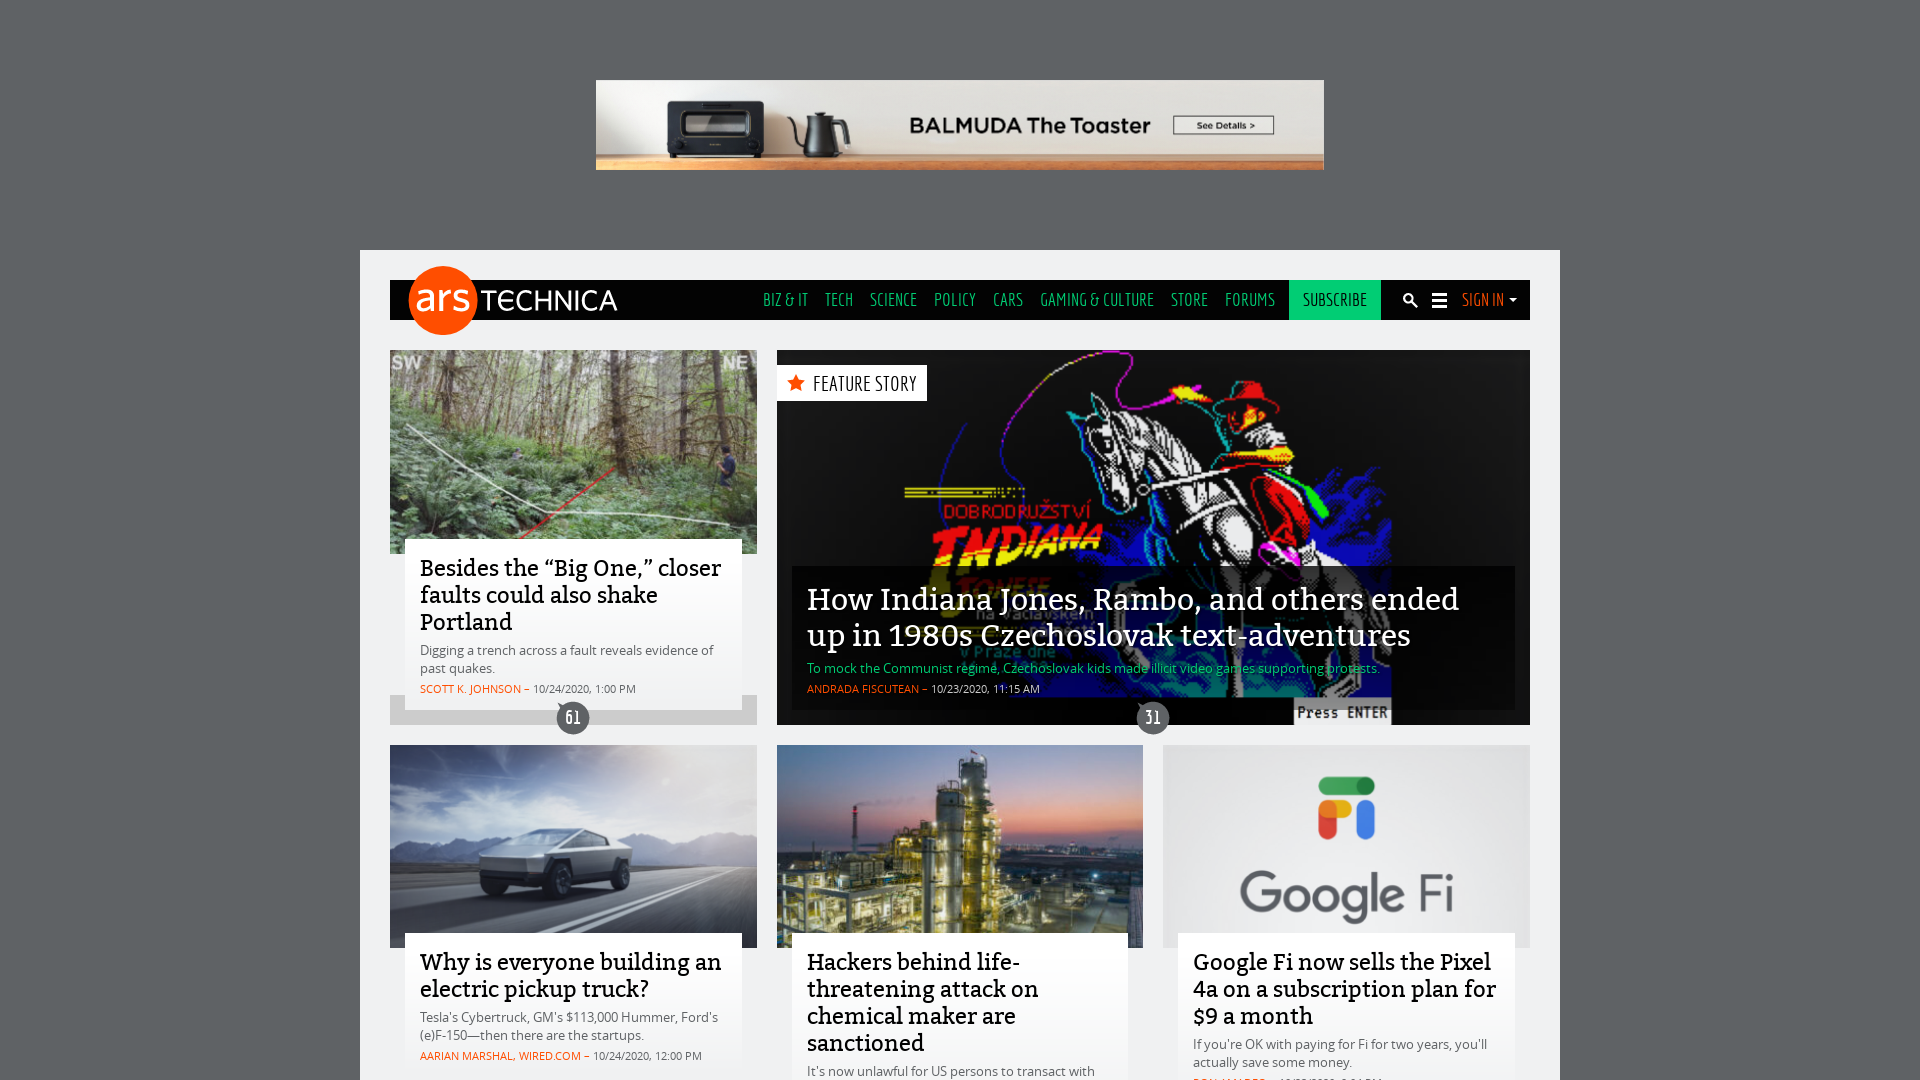 BALMUDA The Toaster
See Details >
ars TECHNICA
BIZ & IT TECH SCIENCE POLICY CARS GAMING & CULTURE STORE FORUMS SUBSCRIBE SIGN IN
SW NE
Besides the “Big One,” closer
faults could also shake
Portland
Digging a trench across a fault reveals evidence of
past quakes.
SCOTT K. JOHNSON – 10/24/2020, 1:00 PM
61
FEATURE STORY
DOBRODRUŽSTVÍ
INDIANA
JONESE
na Václavském
v Praze dne
How Indiana Jones, Rambo, and others ended
up in 1980s Czechoslovak text-adventures
To mock the Communist regime, Czechoslovak kids made illicit video games supporting protests.
ANDRADA FISCUTEAN – 10/23/2020, 11:15 AM
Press ENTER
31
Why is everyone building an
electric pickup truck?
Tesla's Cybertruck, GM's $113,000 Hummer, Ford's
(e)F-150—then there are the startups.
AARIAN MARSHAL, WIRED.COM – 10/24/2020, 12:00 PM
Hackers behind life-
threatening attack on
chemical maker are
sanctioned
It's now unlawful for US persons to transact with
Google Fi
Google Fi now sells the Pixel
4a on a subscription plan for
$9 a month
If you're OK with paying for Fi for two years, you'll
actually save some money.